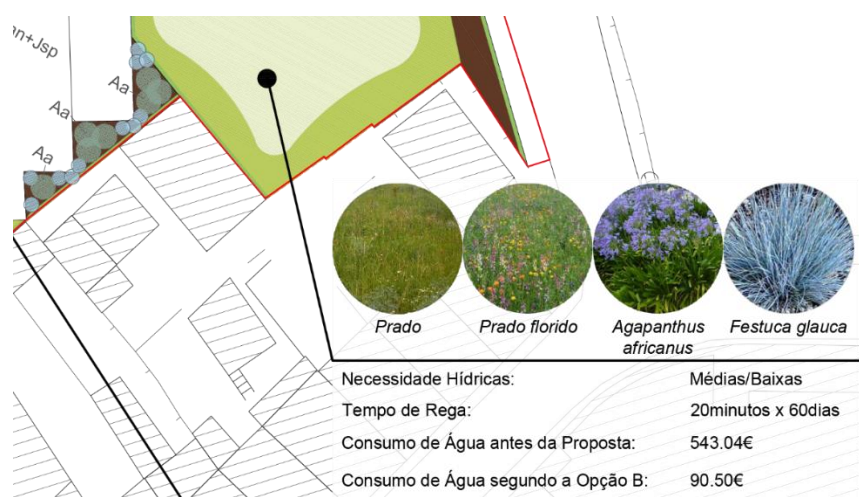 Jsp
Aa
Aa
Aa
Prado
Prado florido
Agapanthus
africanus
Festuca glauca
Necessidade Hídricas: Médias/Baixas
Tempo de Rega: 20minutos x 60dias
Consumo de Água antes da Proposta: 543.04€
Consumo de Água segundo a Opção B: 90.50€